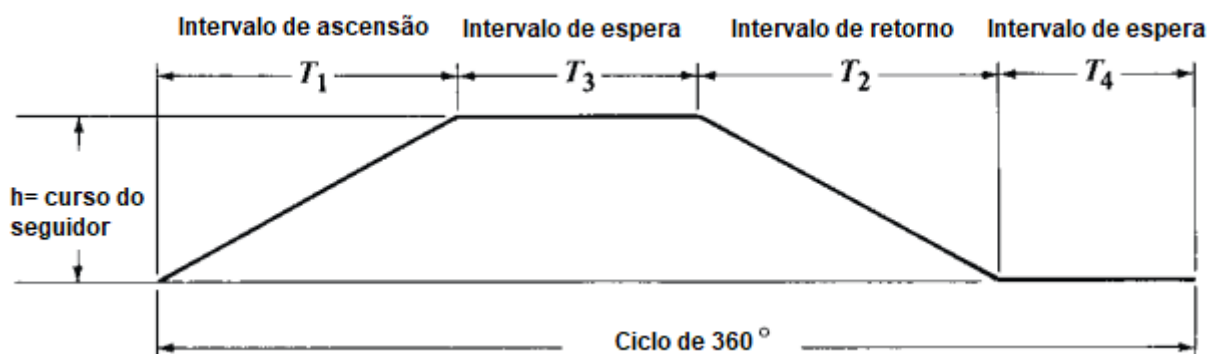 Intervalo de ascensão Intervalo de espera Intervalo de retorno Intervalo de espera
T1 T3 T2 T4
h= curso do
seguidor
Ciclo de 360 °